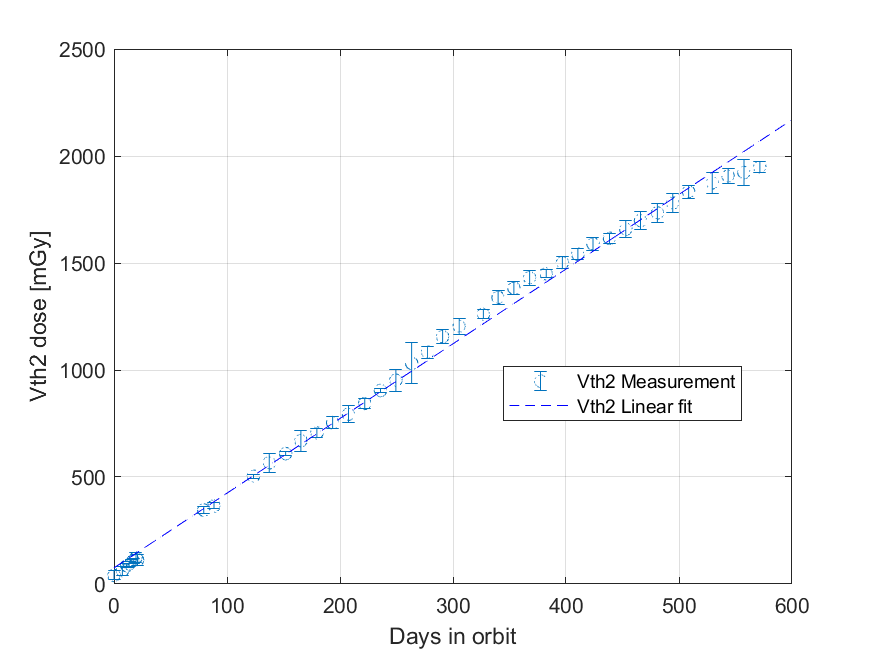 2500
2000
1500
1000
500
0
Vth2 dose [mGy]
Vth2 Measurement
Vth2 Linear fit
0 100 200 300 400 500 600
Days in orbit